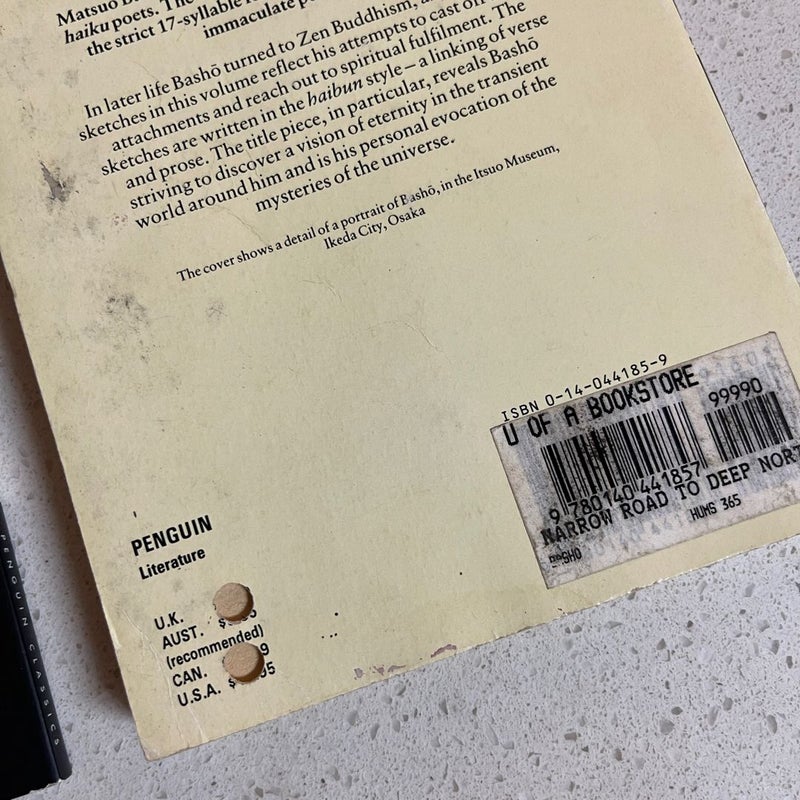 Matsuo
haiku poets. The
the strict 17-syllable
immaculate
In later life Bashō turned to Zen Buddhism,
sketches in this volume reflect his attempts to cast off
attachments and reach out to spiritual fulfilment. The
sketches are written in the haibun style – a linking of verse
and prose. The title piece, in particular, reveals Bashō
striving to discover a vision of eternity in the transient
world around him and is his personal evocation of the
mysteries of the universe.
The cover shows a detail of a portrait of Bashō, in the Itsuo Museum,
Ikeda City, Osaka
ISBN 0-14-044185-9
U OF A BOOKSTORE
99990
9 780140 441857
NARROW ROAD TO DEEP NORT
HUMS 365
PENGUIN
Literature
U.K.
AUST. $
(recommended)
CAN.
U.S.A. $
PENGUIN CLASSICS